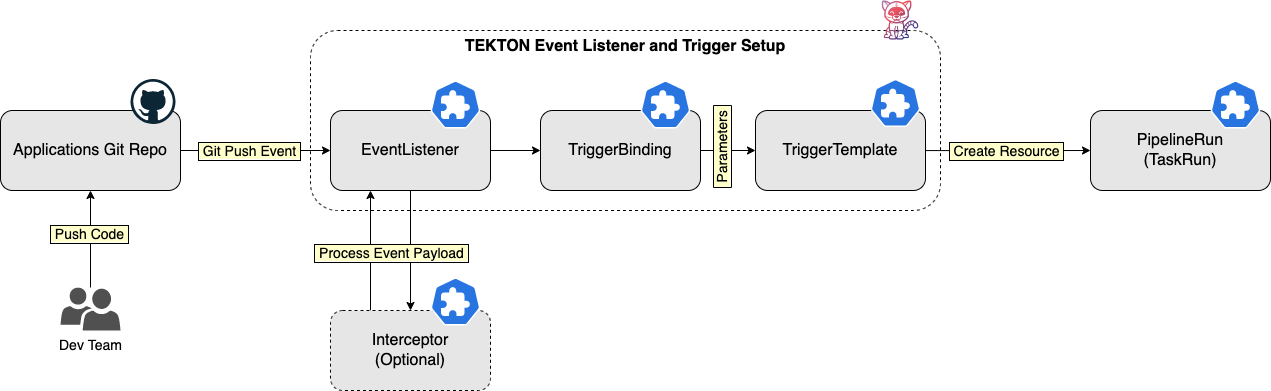 TEKTON Event Listener and Trigger Setup
Applications Git Repo
Git Push Event
EventListener
TriggerBinding
Parameters
TriggerTemplate
Create Resource
PipelineRun
(TaskRun)
Push Code
Process Event Payload
Dev Team
Interceptor
(Optional)